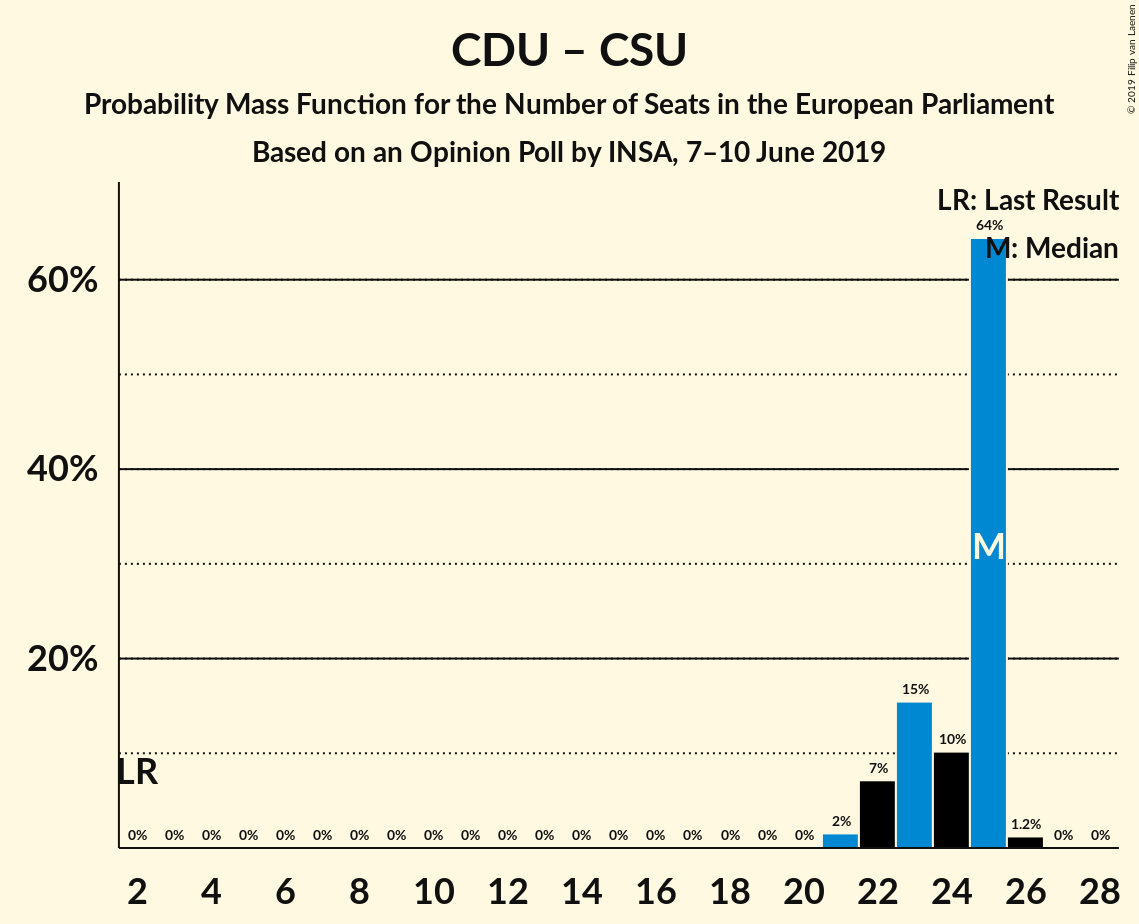 CDU – CSU
Probability Mass Function for the Number of Seats in the European Parliament
Based on an Opinion Poll by INSA, 7–10 June 2019
© 2019 Filip van Laenen
LR: Last Result
M: Median
64%
60%
40%
M
20%
15%
10%
7%
LR
2%
1.2%
0% 0% 0% 0% 0% 0% 0% 0% 0% 0% 0% 0% 0% 0% 0% 0% 0% 0% 0% 0% 0%
2 4 6 8 10 12 14 16 18 20 22 24 26 28